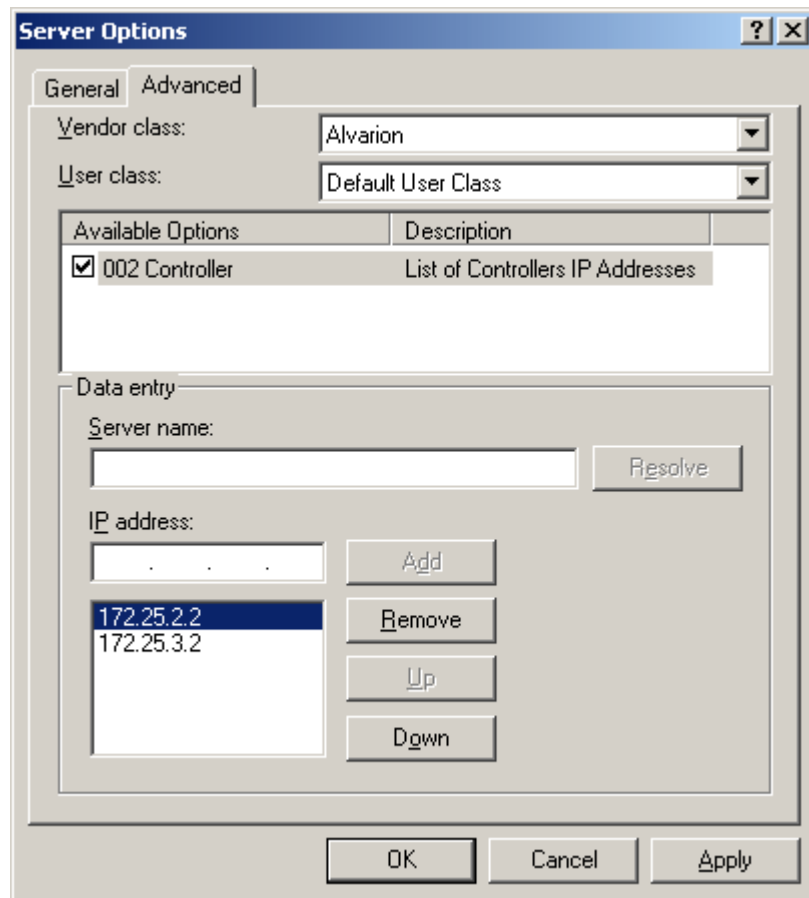 Server Options
General Advanced
Vendor class: Alvarion
User class: Default User Class
Available Options Description
002 Controller List of Controllers IP Addresses
Data entry
Server name:
Resolve
IP address:
. . . Add
172.25.2.2 Remove
172.25.3.2
Up
Down
OK Cancel Apply